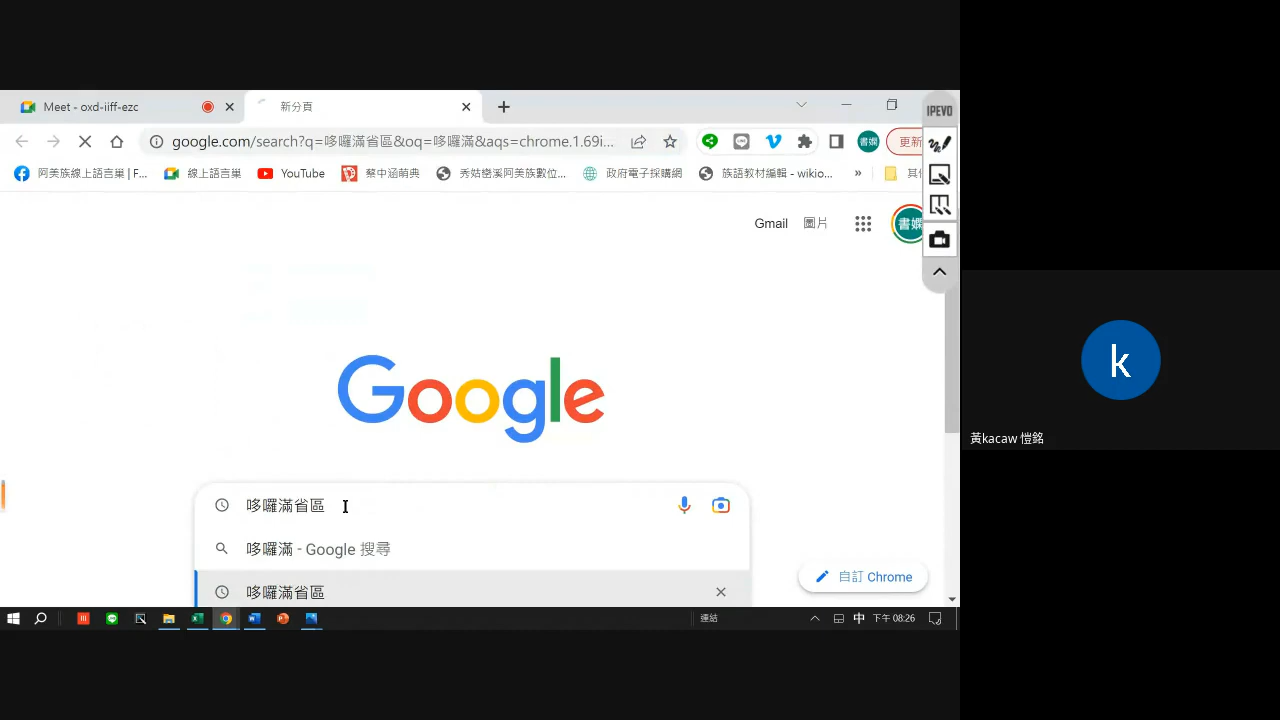 Meet - oxd-iiff-ezc
新分頁
IPEVO
google.com/search?q=哆囉滿省區&oq=哆囉滿&aqs=chrome.1.69i...
書嫻
更新
阿美族線上語言巢 | F...
線上語言巢
YouTube
蔡中涵萌典
秀姑巒溪阿美族數位...
政府電子採購網
族語教材編輯 - wikio...
»
其他
Gmail
圖片
書嫻
Google
哆囉滿省區
哆囉滿 - Google 搜尋
哆囉滿省區
自訂 Chrome
連結
中
下午 08:26
k
黃kacaw 愷銘